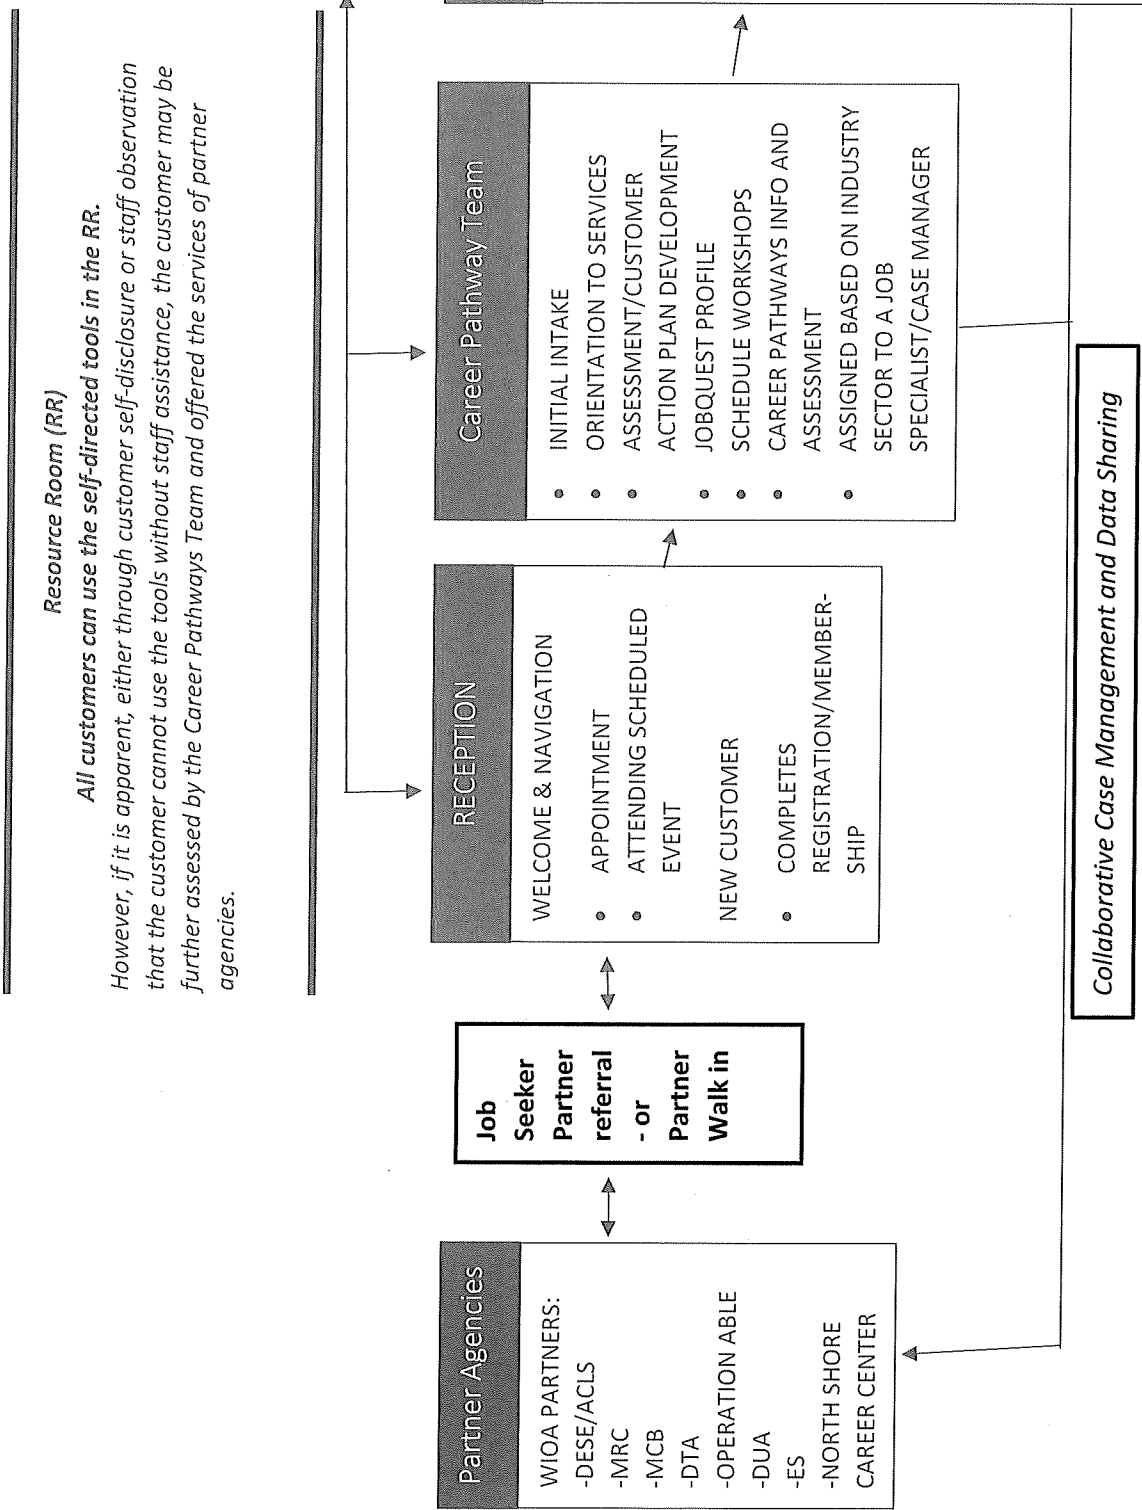 Resource Room (RR)
All customers can use the self-directed tools in the RR.
However, if it is apparent, either through customer self-disclosure or staff observation
that the customer cannot use the tools without staff assistance, the customer may be
further assessed by the Career Pathways Team and offered the services of partner
agencies.
Partner Agencies
WIOA PARTNERS:
-DESE/ACLS
-MRC
-MCB
-DTA
-OPERATION ABLE
-DUA
-ES
-NORTH SHORE
CAREER CENTER
Job
Seeker
Partner
referral
- or
Partner
Walk in
RECEPTION
WELCOME & NAVIGATION
• APPOINTMENT
• ATTENDING SCHEDULED
EVENT
NEW CUSTOMER
• COMPLETES
REGISTRATION/MEMBER-
SHIP
Career Pathway Team
• INITIAL INTAKE
• ORIENTATION TO SERVICES
• ASSESSMENT/CUSTOMER
ACTION PLAN DEVELOPMENT
• JOBQUEST PROFILE
• SCHEDULE WORKSHOPS
• CAREER PATHWAYS INFO AND
ASSESSMENT
• ASSIGNED BASED ON INDUSTRY
SECTOR TO A JOB
SPECIALIST/CASE MANAGER
Collaborative Case Management and Data Sharing